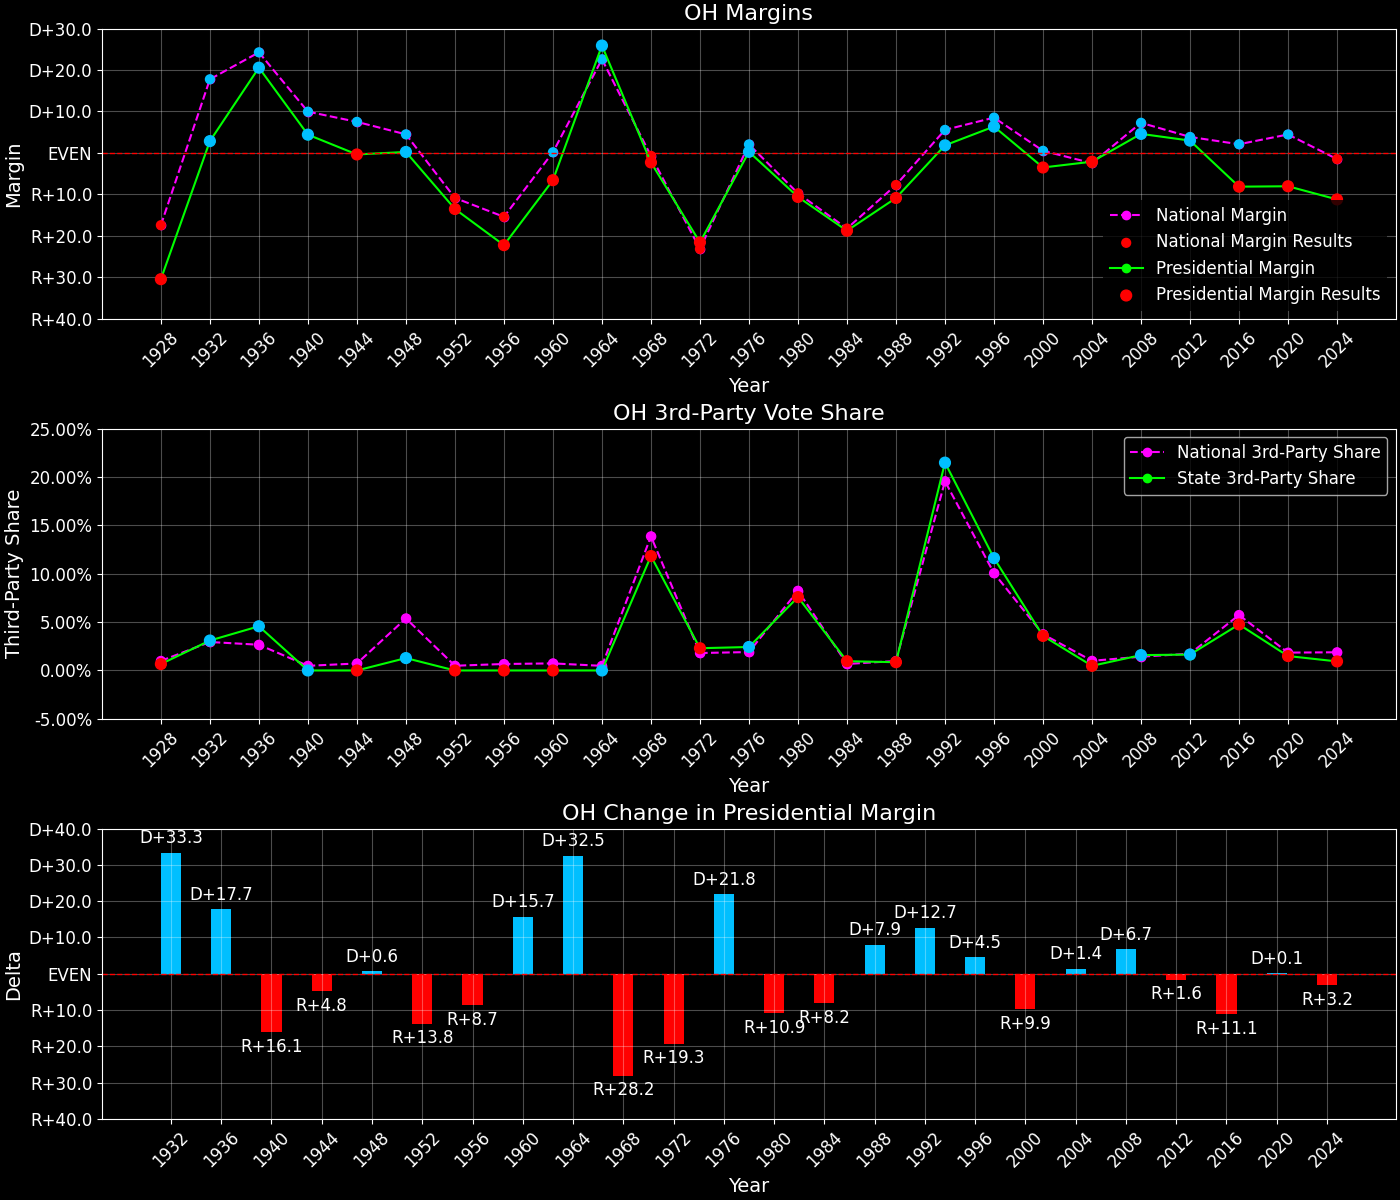 OH Margins
D+30.0
D+20.0
D+10.0
EVEN
R+10.0
R+20.0
R+30.0
R+40.0
Margin
National Margin
National Margin Results
Presidential Margin
Presidential Margin Results
1928 1932 1936 1940 1944 1948 1952 1956 1960 1964 1968 1972 1976 1980 1984 1988 1992 1996 2000 2004 2008 2012 2016 2020 2024
Year
OH 3rd-Party Vote Share
25.00%
20.00%
15.00%
10.00%
5.00%
0.00%
-5.00%
Third-Party Share
National 3rd-Party Share
State 3rd-Party Share
1928 1932 1936 1940 1944 1948 1952 1956 1960 1964 1968 1972 1976 1980 1984 1988 1992 1996 2000 2004 2008 2012 2016 2020 2024
Year
OH Change in Presidential Margin
D+40.0
D+30.0
D+20.0
D+10.0
EVEN
R+10.0
R+20.0
R+30.0
R+40.0
Delta
D+33.3
D+17.7
R+16.1
R+4.8
D+0.6
R+13.8
R+8.7
D+15.7
D+32.5
R+28.2
R+19.3
D+21.8
R+10.9
R+8.2
D+7.9
D+12.7
D+4.5
R+9.9
D+1.4
D+6.7
R+1.6
R+11.1
D+0.1
R+3.2
1932 1936 1940 1944 1948 1952 1956 1960 1964 1968 1972 1976 1980 1984 1988 1992 1996 2000 2004 2008 2012 2016 2020 2024
Year